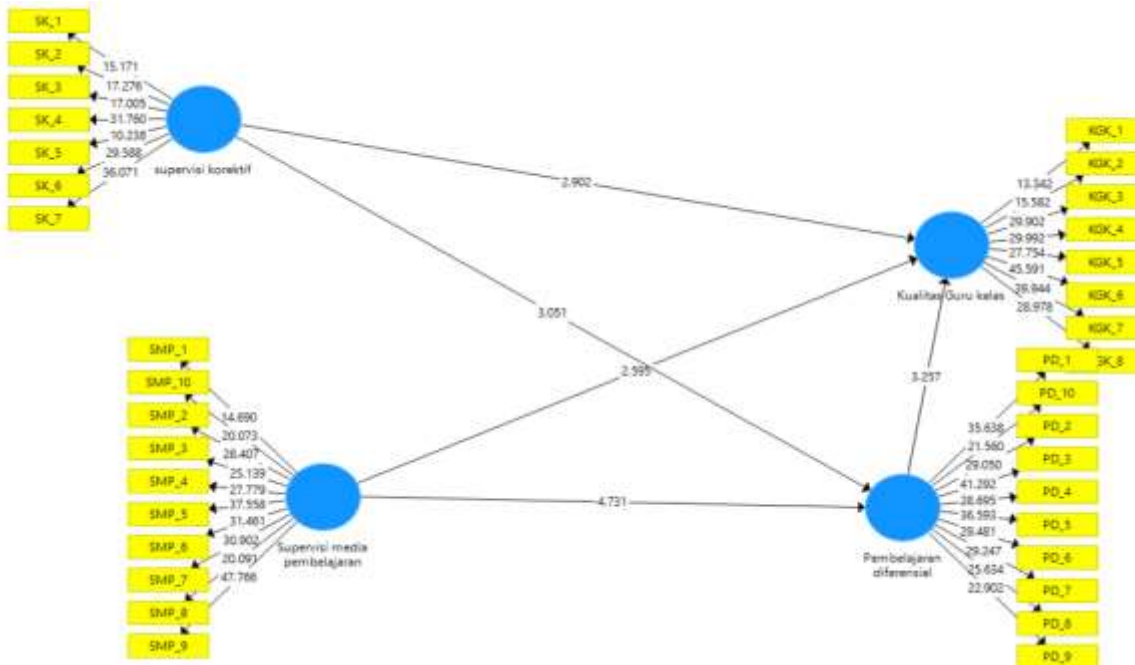 SK_1
SK_2
SK_3
SK_4
SK_5
SK_6
SK_7
15.171
17.276
17.005
31.760
10.238
29.588
36.071
supervisi korektif
2.902
3.051
2.595
3.257
4.731
KGK_1
KGK_2
KGK_3
KGK_4
KGK_5
KGK_6
KGK_7
GK_8
13.342
15.582
29.902
29.992
27.754
45.591
28.978
Kualitas Guru kelas
SMP_1
SMP_10
SMP_2
SMP_3
SMP_4
SMP_5
SMP_6
SMP_7
SMP_8
SMP_9
14.690
20.073
28.407
25.139
27.779
37.558
31.461
30.902
20.091
47.766
Supervisi media
pembelajaran
PD_1
PD_10
PD_2
PD_3
PD_4
PD_5
PD_6
PD_7
PD_8
PD_9
35.638
21.560
29.050
41.292
38.695
36.593
29.481
29.247
25.634
22.902
Pembelajaran
diferensial